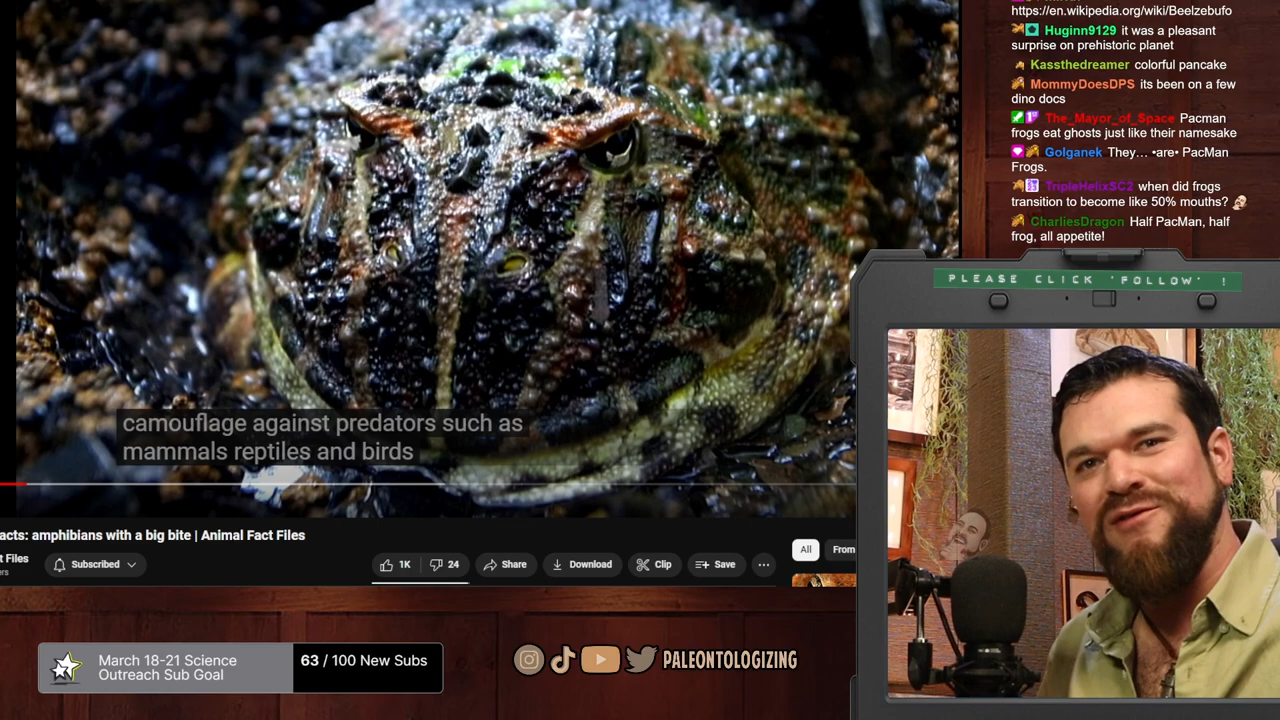 https://en.wikipedia.org/wiki/Beelzebufo
Huginn9129 it was a pleasant
surprise on prehistoric planet
Kassthedreamer colorful pancake
MommyDoesDPS its been on a few
dino docs
The_Mayor_of_Space Pacman
frogs eat ghosts just like their namesake
Golganek They… •are• PacMan
Frogs.
TripleHelixSC2 when did frogs
transition to become like 50% mouths?
CharliesDragon Half PacMan, half
frog, all appetite!
PLEASE CLICK "FOLLOW" !
camouflage against predators such as
mammals reptiles and birds
acts: amphibians with a big bite | Animal Fact Files
t Files
ers
Subscribed
1K
24
Share
Download
Clip
Save
All
From
March 18-21 Science
Outreach Sub Goal
63 / 100 New Subs
PALEONTOLOGIZING